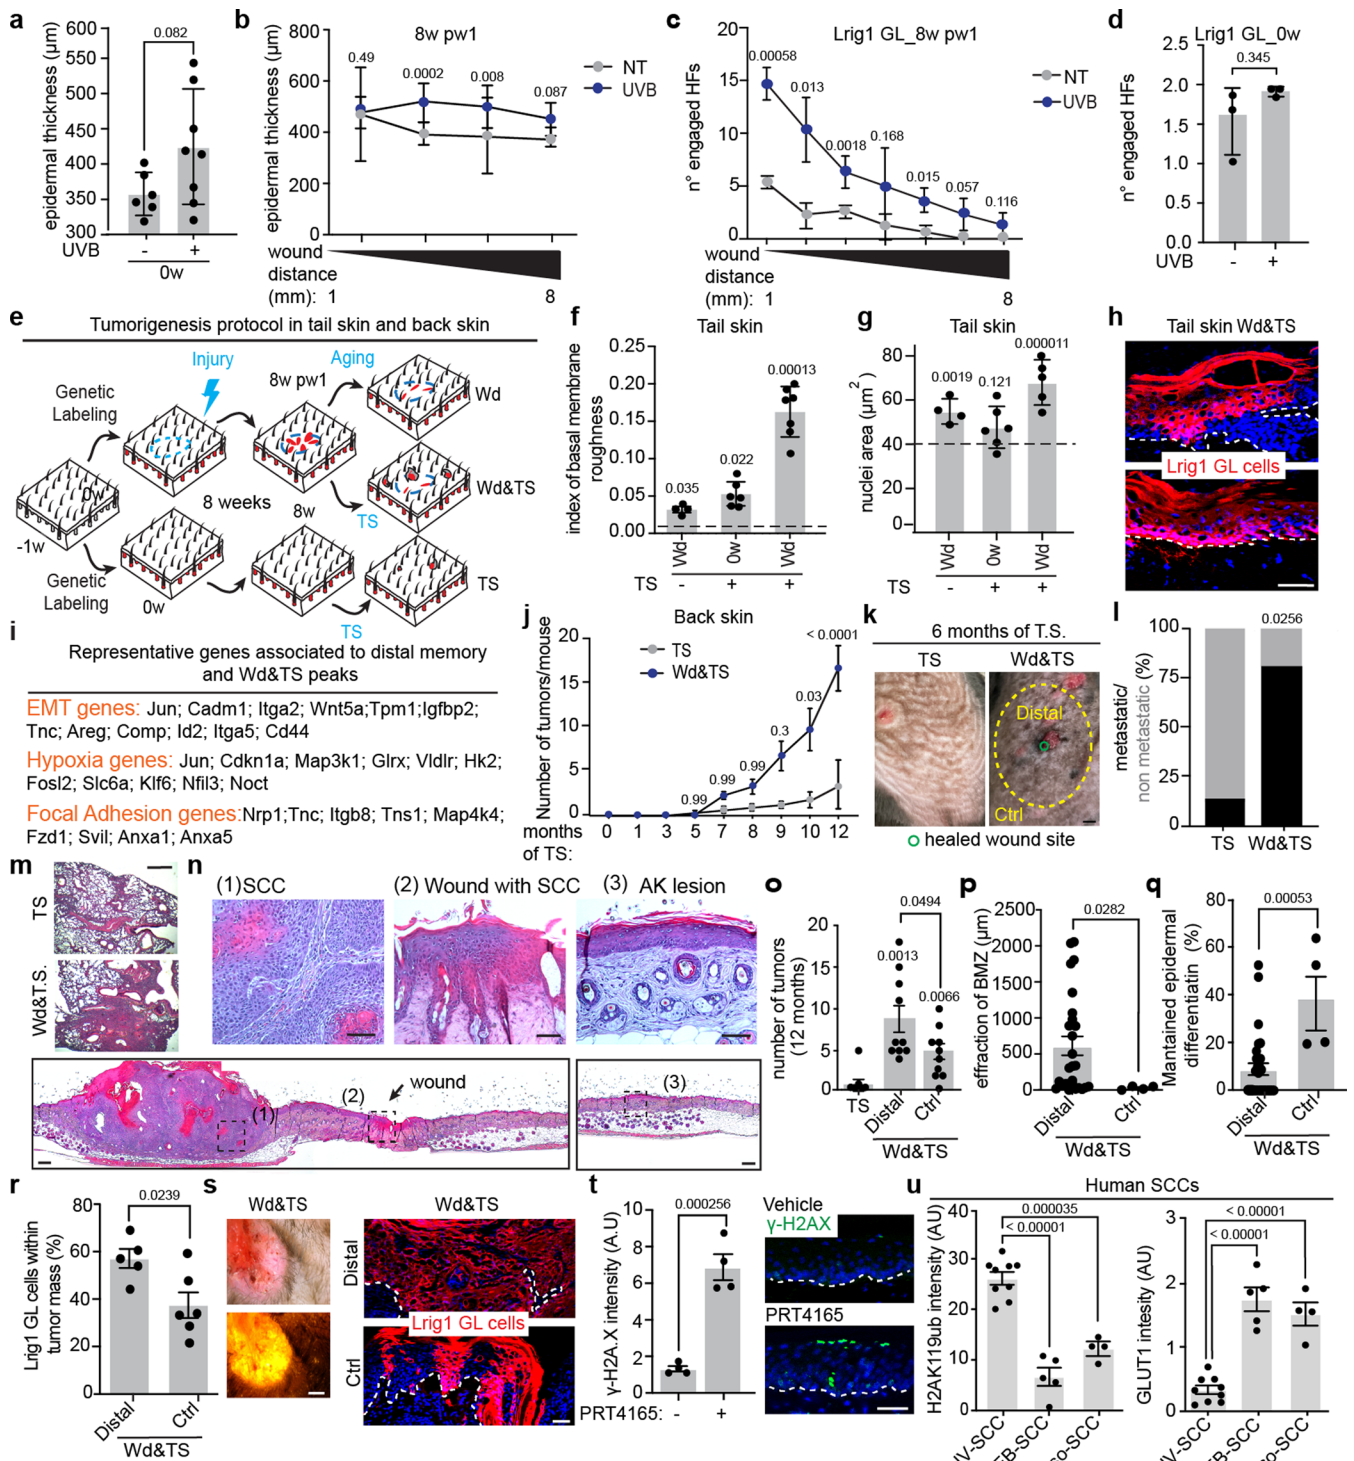 a
epidermal thickness (µm)
600
550
500
450
400
350
300
0.082
UVB - +
0w
b
8w pw1
epidermal thickness (µm)
800
600
400
200
0
0.49
0.0002
0.008
0.087
NT
UVB
wound
distance
(mm): 1 8
c
Lrig1 GL_8w pw1
n° engaged HFs
20
15
10
5
0
0.00058
0.013
0.0018
0.168
0.015
0.057
0.116
NT
UVB
wound
distance
(mm): 1 8
d
Lrig1 GL_0w
n° engaged HFs
2.5
2.0
1.5
1.0
0.5
0.0
0.345
UVB - +
e
Tumorigenesis protocol in tail skin and back skin
Injury
Aging
Genetic
Labeling
8w pw1
Wd
0w
8 weeks
8w
Wd&TS
TS
-1w
Genetic
Labeling
0w
TS
TS
f
Tail skin
index of basal membrane
roughness
0.25
0.20
0.15
0.10
0.05
0.00
0.035
0.022
0.00013
Wd 0w Wd
TS - + +
g
Tail skin
nuclei area (µm²)
80
60
40
20
0
0.0019
0.121
0.000011
Wd 0w Wd
TS - + +
h
Tail skin Wd&TS
Lrig1 GL cells
i
Representative genes associated to distal memory
and Wd&TS peaks
EMT genes: Jun; Cadm1; Itga2; Wnt5a;Tpm1;Igfbp2;
Tnc; Areg; Comp; Id2; Itga5; Cd44
Hypoxia genes: Jun; Cdkn1a; Map3k1; Glrx; Vldlr; Hk2;
Fosl2; Slc6a; Klf6; Nfil3; Noct
Focal Adhesion genes:Nrp1;Tnc; Itgb8; Tns1; Map4k4;
Fzd1; Svil; Anxa1; Anxa5
j
Back skin
Number of tumors/mouse
20
15
10
5
0
TS
Wd&TS
0.99
0.99
0.99
0.3
0.03
< 0.0001
months 0 1 3 5 7 8 9 10 12
of TS:
k
6 months of T.S.
TS
Wd&TS
Distal
Ctrl
healed wound site
l
metastatic/
non metastatic (%)
100
75
50
25
0
0.0256
TS Wd&TS
m
TS
Wd&T.S.
n
(1)SCC
(2) Wound with SCC
(3) AK lesion
(1)
(2)
wound
(3)
o
number of tumors
(12 months)
20
15
10
5
0
0.0494
0.0013
0.0066
TS Distal Ctrl
Wd&TS
p
effraction of BMZ (µm)
2500
2000
1500
1000
500
0
0.0282
Distal Ctrl
Wd&TS
q
Mantained epidermal
differentiatin (%)
80
60
40
20
0
0.00053
Distal Ctrl
Wd&TS
r
Lrig1 GL cells within
tumor mass (%)
80
60
40
20
0
0.0239
Distal Ctrl
Wd&TS
s
Wd&TS
Wd&TS
Distal
Lrig1 GL cells
Ctrl
t
γ-H2A.X intensity (A.U)
10
8
6
4
2
0
0.000256
PRT4165: - +
Vehicle
γ-H2AX
PRT4165
u
Human SCCs
H2AK119ub intensity (AU)
40
30
20
10
0
0.000035
< 0.00001
Human SCCs
GLUT1 intesity (AU)
3
2
1
0
< 0.00001
< 0.00001